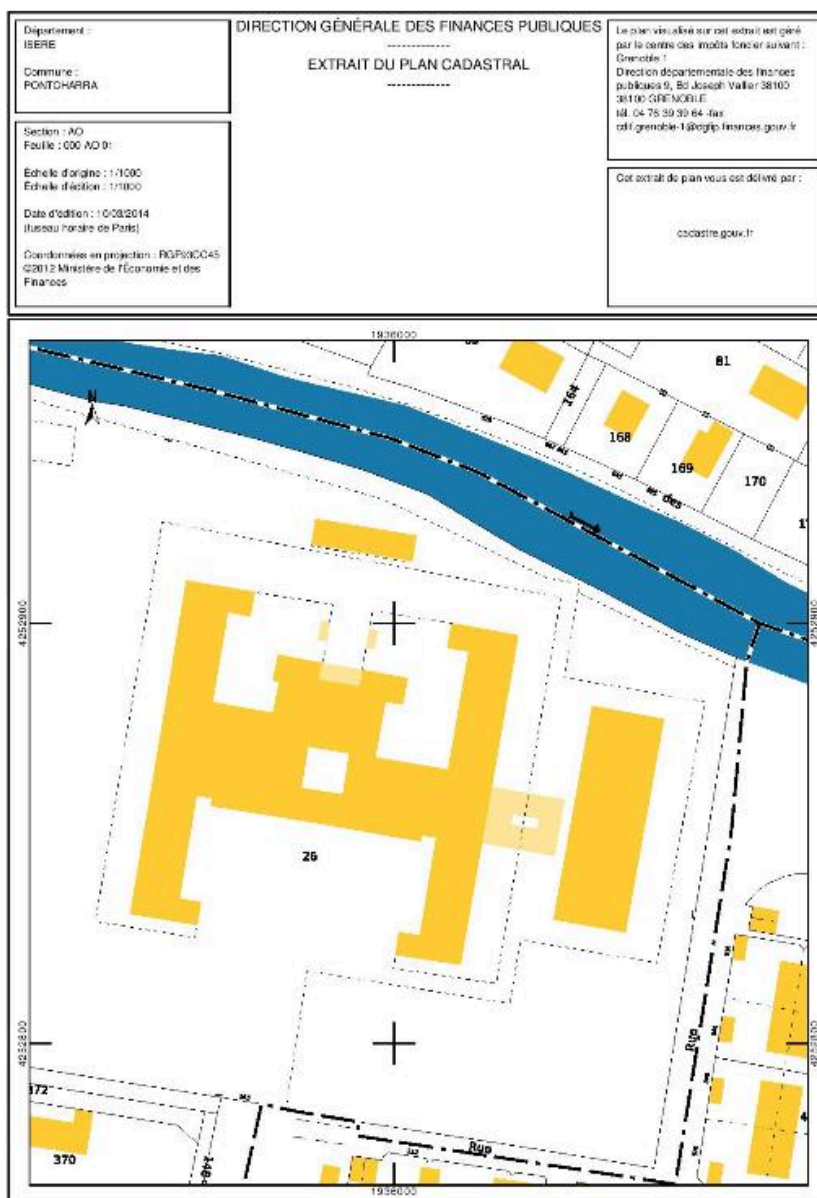 Département :
ISERE
Commune :
PONTCHARRA
Section : AO
Feuille : 000 AO 01
Échelle d'origine : 1/1000
Échelle d'édition : 1/1000
Date d'édition : 10/03/2014
(fuseau horaire de Paris)
Coordonnées en projection : RGF93CC45
©2012 Ministère de l'Économie et des
Finances
DIRECTION GÉNÉRALE DES FINANCES PUBLIQUES
-------------
EXTRAIT DU PLAN CADASTRAL
-------------
Le plan visualisé sur cet extrait est géré
par le centre des impôts foncier suivant :
Grenoble 1
Direction départementale des finances
publiques 9, Bd Joseph Vallier 38100
38100 GRENOBLE
tél. 04 76 39 39 64 -fax
cdif.grenoble-1@dgfip.finances.gouv.fr
Cet extrait de plan vous est délivré par :
cadastre.gouv.fr
1936000
81
164
168
169
170
des
N
4252900
4252900
26
4252800
4252800
Rue
372
370
Rue
1936000